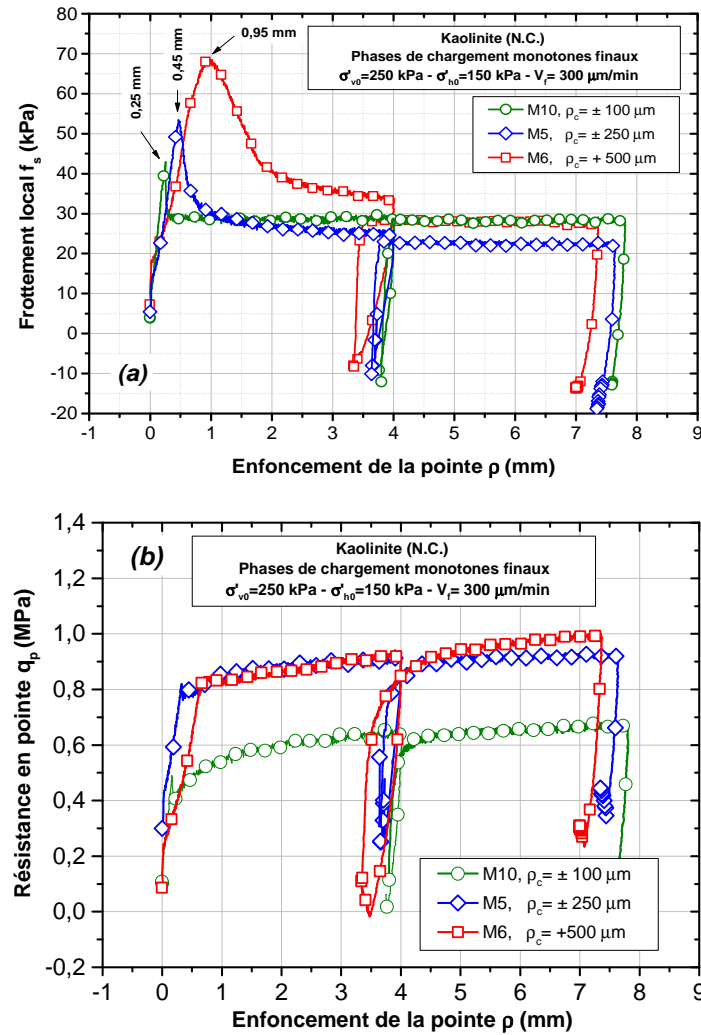 80
70
60
50
40
30
20
10
0
-10
-20
Frottement local f_s (kPa)
0,25 mm
0,45 mm
0,95 mm
Kaolinite (N.C.)
Phases de chargement monotones finaux
σ'v0=250 kPa - σ'h0=150 kPa - Vf= 300 µm/min
M10, ρc= ± 100 µm
M5, ρc= ± 250 µm
M6, ρc= + 500 µm
(a)
-1 0 1 2 3 4 5 6 7 8 9
Enfoncement de la pointe ρ (mm)
1,4
1,2
1,0
0,8
0,6
0,4
0,2
0,0
-0,2
Résistance en pointe qp (MPa)
(b)
Kaolinite (N.C.)
Phases de chargement monotones finaux
σ'v0=250 kPa - σ'h0=150 kPa - Vf= 300 µm/min
M10, ρc= ± 100 µm
M5, ρc= ± 250 µm
M6, ρc= +500 µm
-1 0 1 2 3 4 5 6 7 8 9
Enfoncement de la pointe ρ (mm)